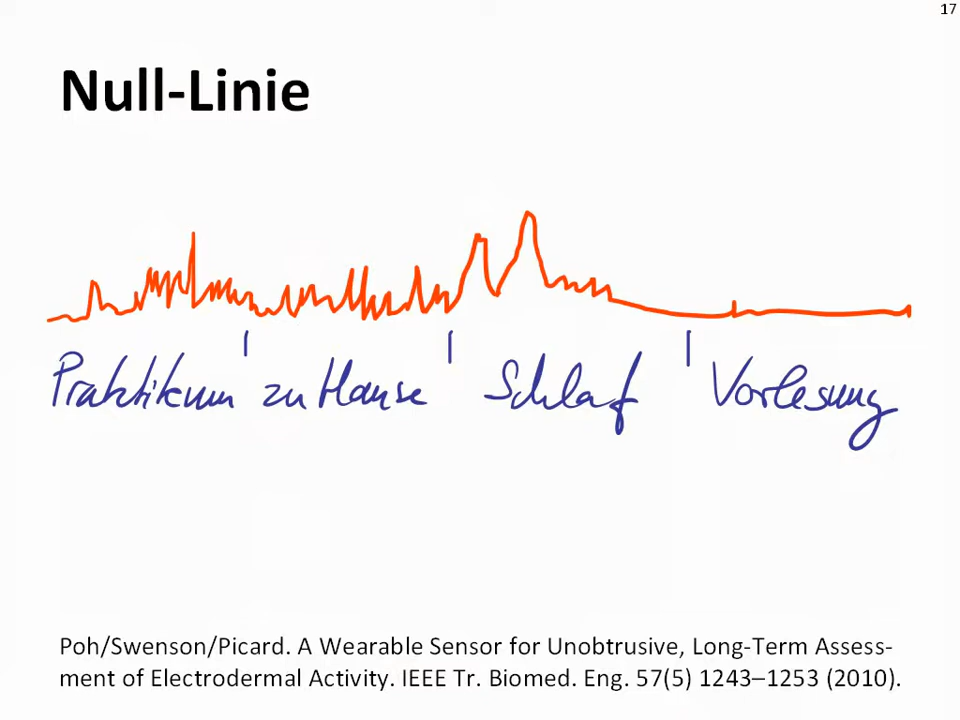 17
Null-Linie
Praktikum zu Hause Schlaf Vorlesung
Poh/Swenson/Picard. A Wearable Sensor for Unobtrusive, Long-Term Assess-
ment of Electrodermal Activity. IEEE Tr. Biomed. Eng. 57(5) 1243–1253 (2010).